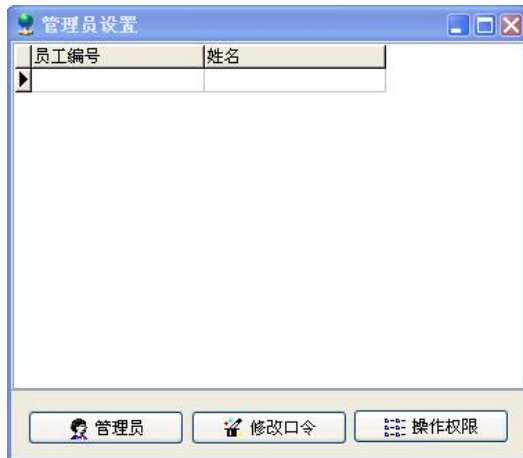 管理员设置
员工编号 姓名
管理员 修改口令 操作权限